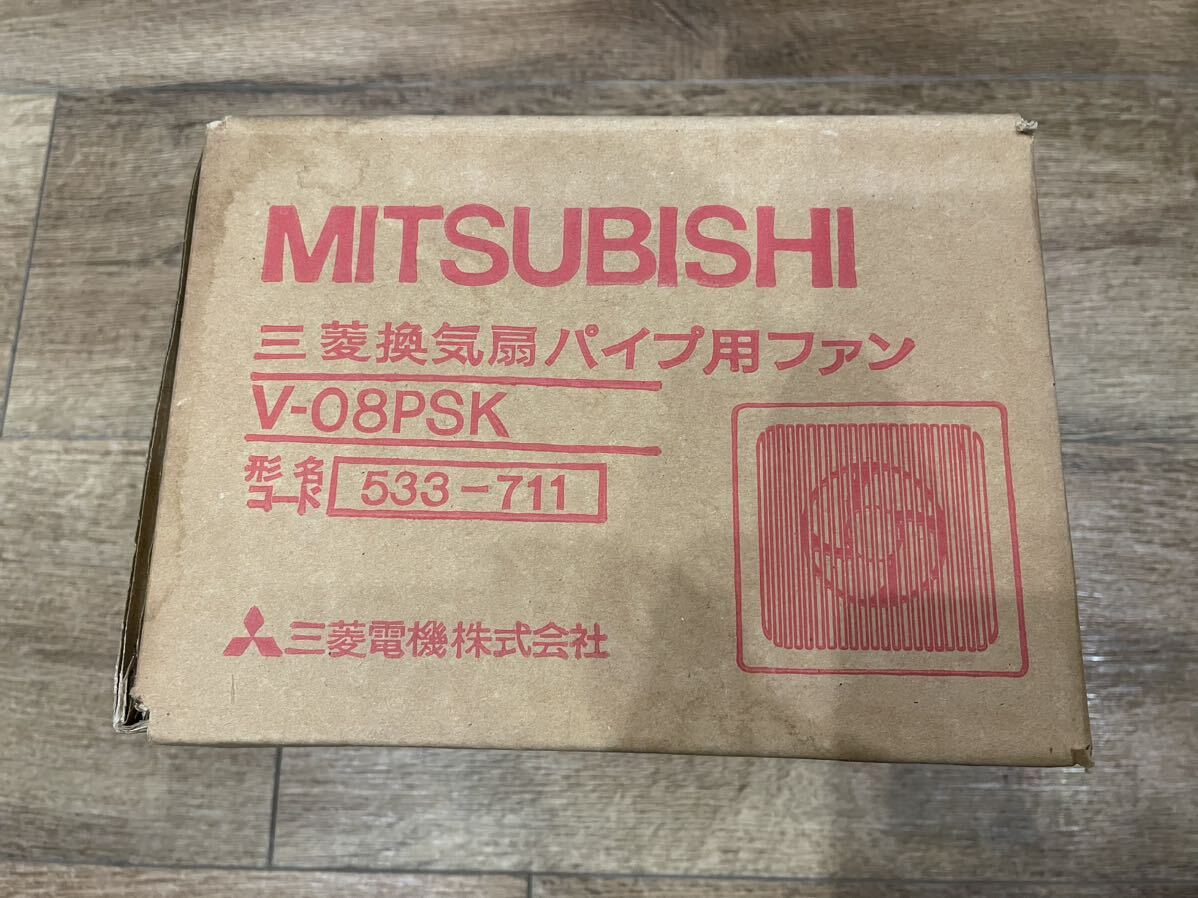 MITSUBISHI
三菱換気扇パイプ用ファン
V-08PSK
形名
コード 533-711
三菱電機株式会社